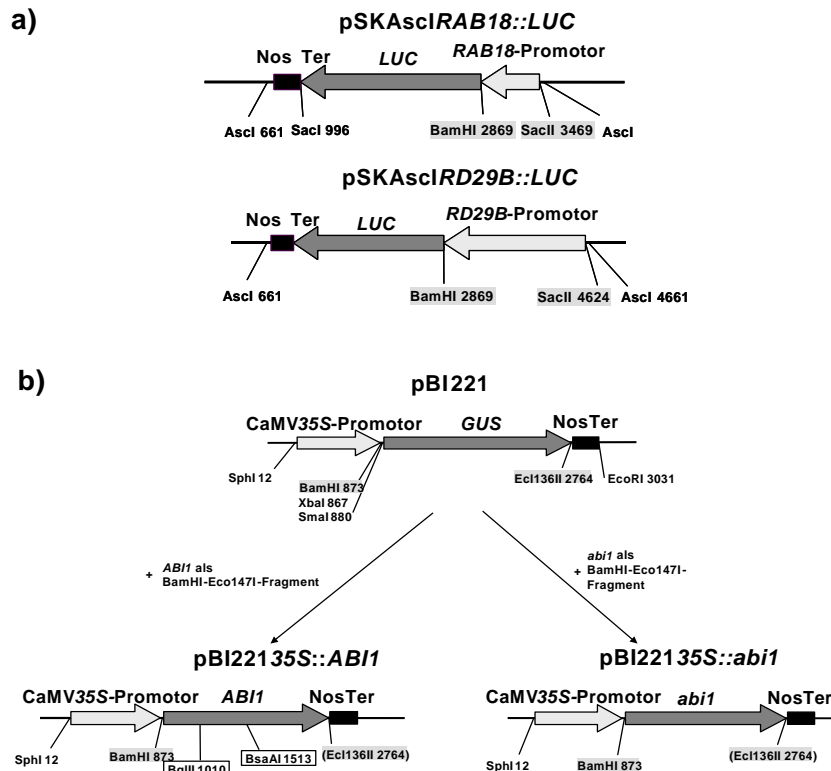 a)
pSKAscIRAB18::LUC
Nos Ter LUC RAB18-Promotor
AscI 661 SacI 996 BamHI 2869 SacII 3469 AscI
pSKAscIRD29B::LUC
Nos Ter LUC RD29B-Promotor
AscI 661 BamHI 2869 SacII 4624 AscI 4661
b)
pBI221
CaMV35S-Promotor GUS NosTer
SphI 12 BamHI 873 Ecl136II 2764 EcoRI 3031
XbaI 867
SmaI 880
+ ABI1 als
BamHI-Eco147I-Fragment
abi1 als
+ BamHI-Eco147I-
Fragment
pBI221 35S::ABI1
CaMV35S-Promotor ABI1 NosTer
SphI 12 BamHI 873 BglII 1010 BsaAI 1513 (Ecl136II 2764)
pBI221 35S::abi1
CaMV35S-Promotor abi1 NosTer
SphI 12 BamHI 873 (Ecl136II 2764)